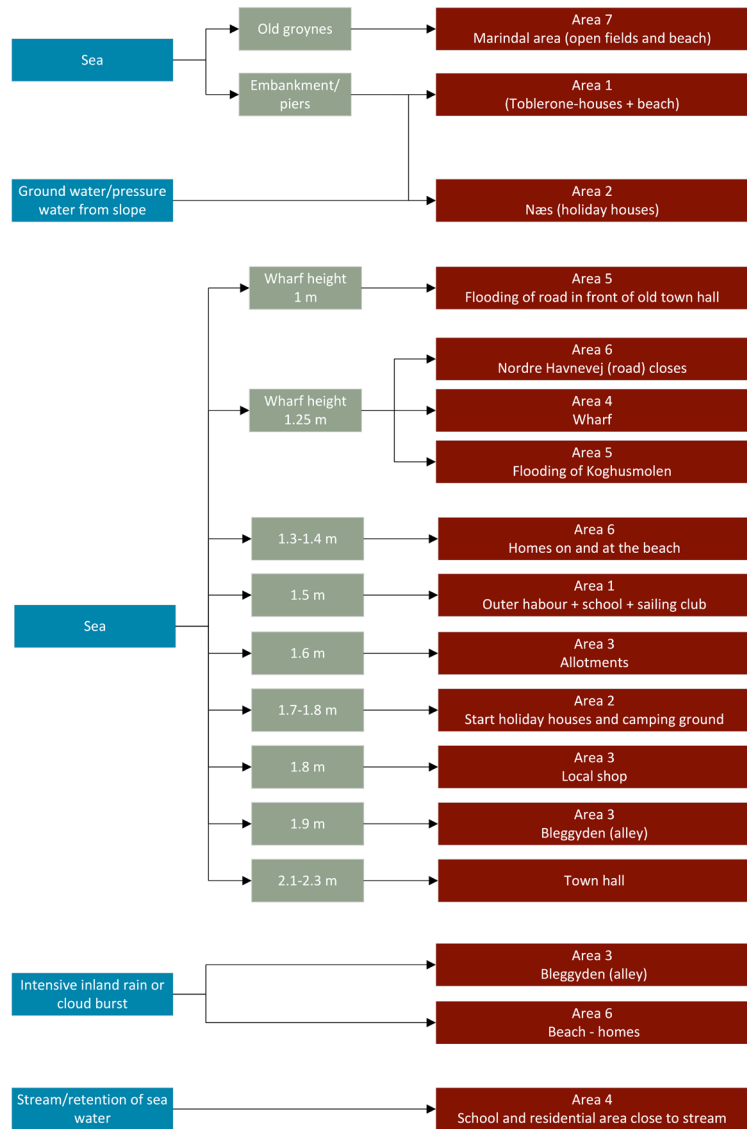 Sea
Old groynes
Area 7
Marindal area (open fields and beach)
Embankment/
piers
Area 1
(Toblerone-houses + beach)
Ground water/pressure
water from slope
Area 2
Næs (holiday houses)
Sea
Wharf height
1 m
Area 5
Flooding of road in front of old town hall
Wharf height
1.25 m
Area 6
Nordre Havnevej (road) closes
Area 4
Wharf
Area 5
Flooding of Koghusmolen
1.3-1.4 m
Area 6
Homes on and at the beach
1.5 m
Area 1
Outer habour + school + sailing club
1.6 m
Area 3
Allotments
1.7-1.8 m
Area 2
Start holiday houses and camping ground
1.8 m
Area 3
Local shop
1.9 m
Area 3
Bleggyden (alley)
2.1-2.3 m
Town hall
Intensive inland rain or
cloud burst
Area 3
Bleggyden (alley)
Area 6
Beach - homes
Stream/retention of sea
water
Area 4
School and residential area close to stream